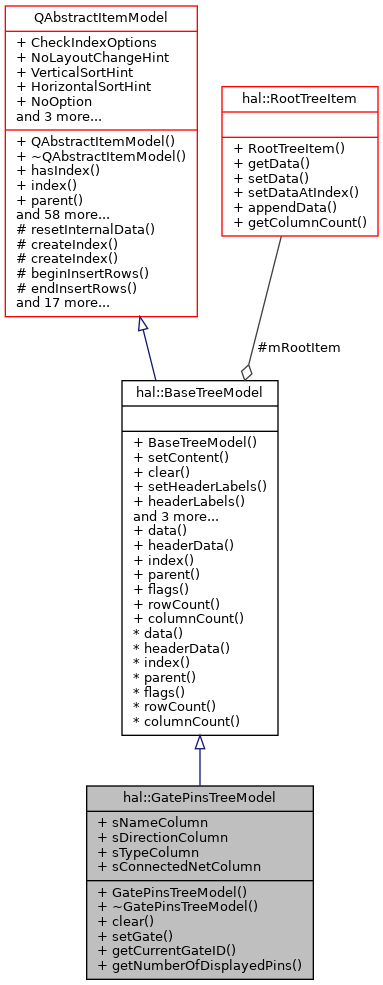 QAbstractItemModel
+ CheckIndexOptions
+ NoLayoutChangeHint
+ VerticalSortHint
+ HorizontalSortHint
+ NoOption
and 3 more...
+ QAbstractItemModel()
+ ~QAbstractItemModel()
+ hasIndex()
+ index()
+ parent()
and 58 more...
# resetInternalData()
# createIndex()
# createIndex()
# beginInsertRows()
# endInsertRows()
and 17 more...
hal::RootTreeItem
+ RootTreeItem()
+ getData()
+ setData()
+ setDataAtIndex()
+ appendData()
+ getColumnCount()
#mRootItem
hal::BaseTreeModel
+ BaseTreeModel()
+ setContent()
+ clear()
+ setHeaderLabels()
+ headerLabels()
and 3 more...
+ data()
+ headerData()
+ index()
+ parent()
+ flags()
+ rowCount()
+ columnCount()
* data()
* headerData()
* index()
* parent()
* flags()
* rowCount()
* columnCount()
hal::GatePinsTreeModel
+ sNameColumn
+ sDirectionColumn
+ sTypeColumn
+ sConnectedNetColumn
+ GatePinsTreeModel()
+ ~GatePinsTreeModel()
+ clear()
+ setGate()
+ getCurrentGateID()
+ getNumberOfDisplayedPins()